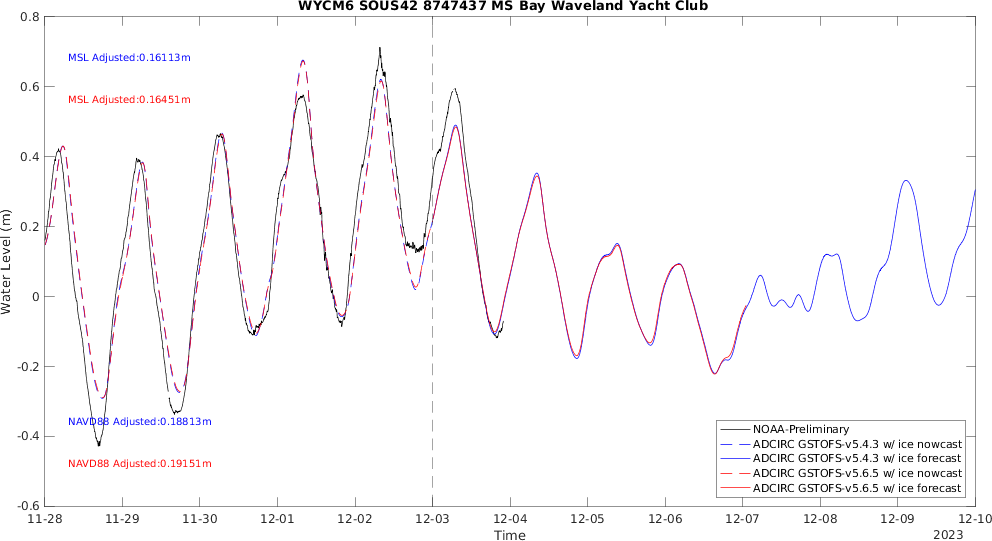 WYCM6 SOUS42 8747437 MS Bay Waveland Yacht Club
0.8
0.6
0.4
0.2
0
-0.2
-0.4
-0.6
Water Level (m)
MSL Adjusted:0.16113m
MSL Adjusted:0.16451m
NAVD88 Adjusted:0.18813m
NAVD88 Adjusted:0.19151m
NOAA-Preliminary
ADCIRC GSTOFS-v5.4.3 w/ ice nowcast
ADCIRC GSTOFS-v5.4.3 w/ ice forecast
ADCIRC GSTOFS-v5.6.5 w/ ice nowcast
ADCIRC GSTOFS-v5.6.5 w/ ice forecast
11-28 11-29 11-30 12-01 12-02 12-03 12-04 12-05 12-06 12-07 12-08 12-09 12-10
Time
2023